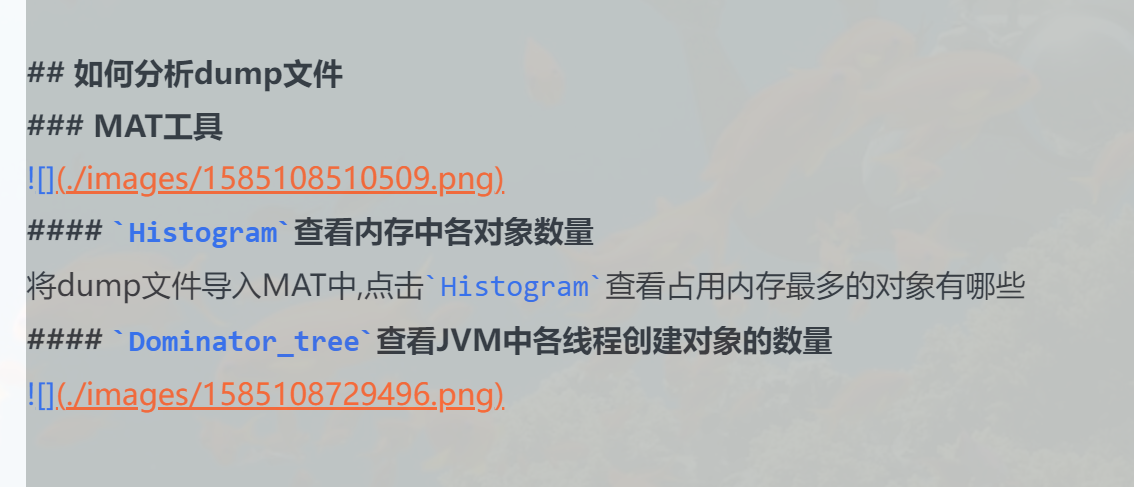 ## 如何分析dump文件
### MAT工具
![](./images/1585108510509.png)
#### `Histogram`查看内存中各对象数量
将dump文件导入MAT中,点击`Histogram`查看占用内存最多的对象有哪些
#### `Dominator_tree`查看JVM中各线程创建对象的数量
![](./images/1585108729496.png)